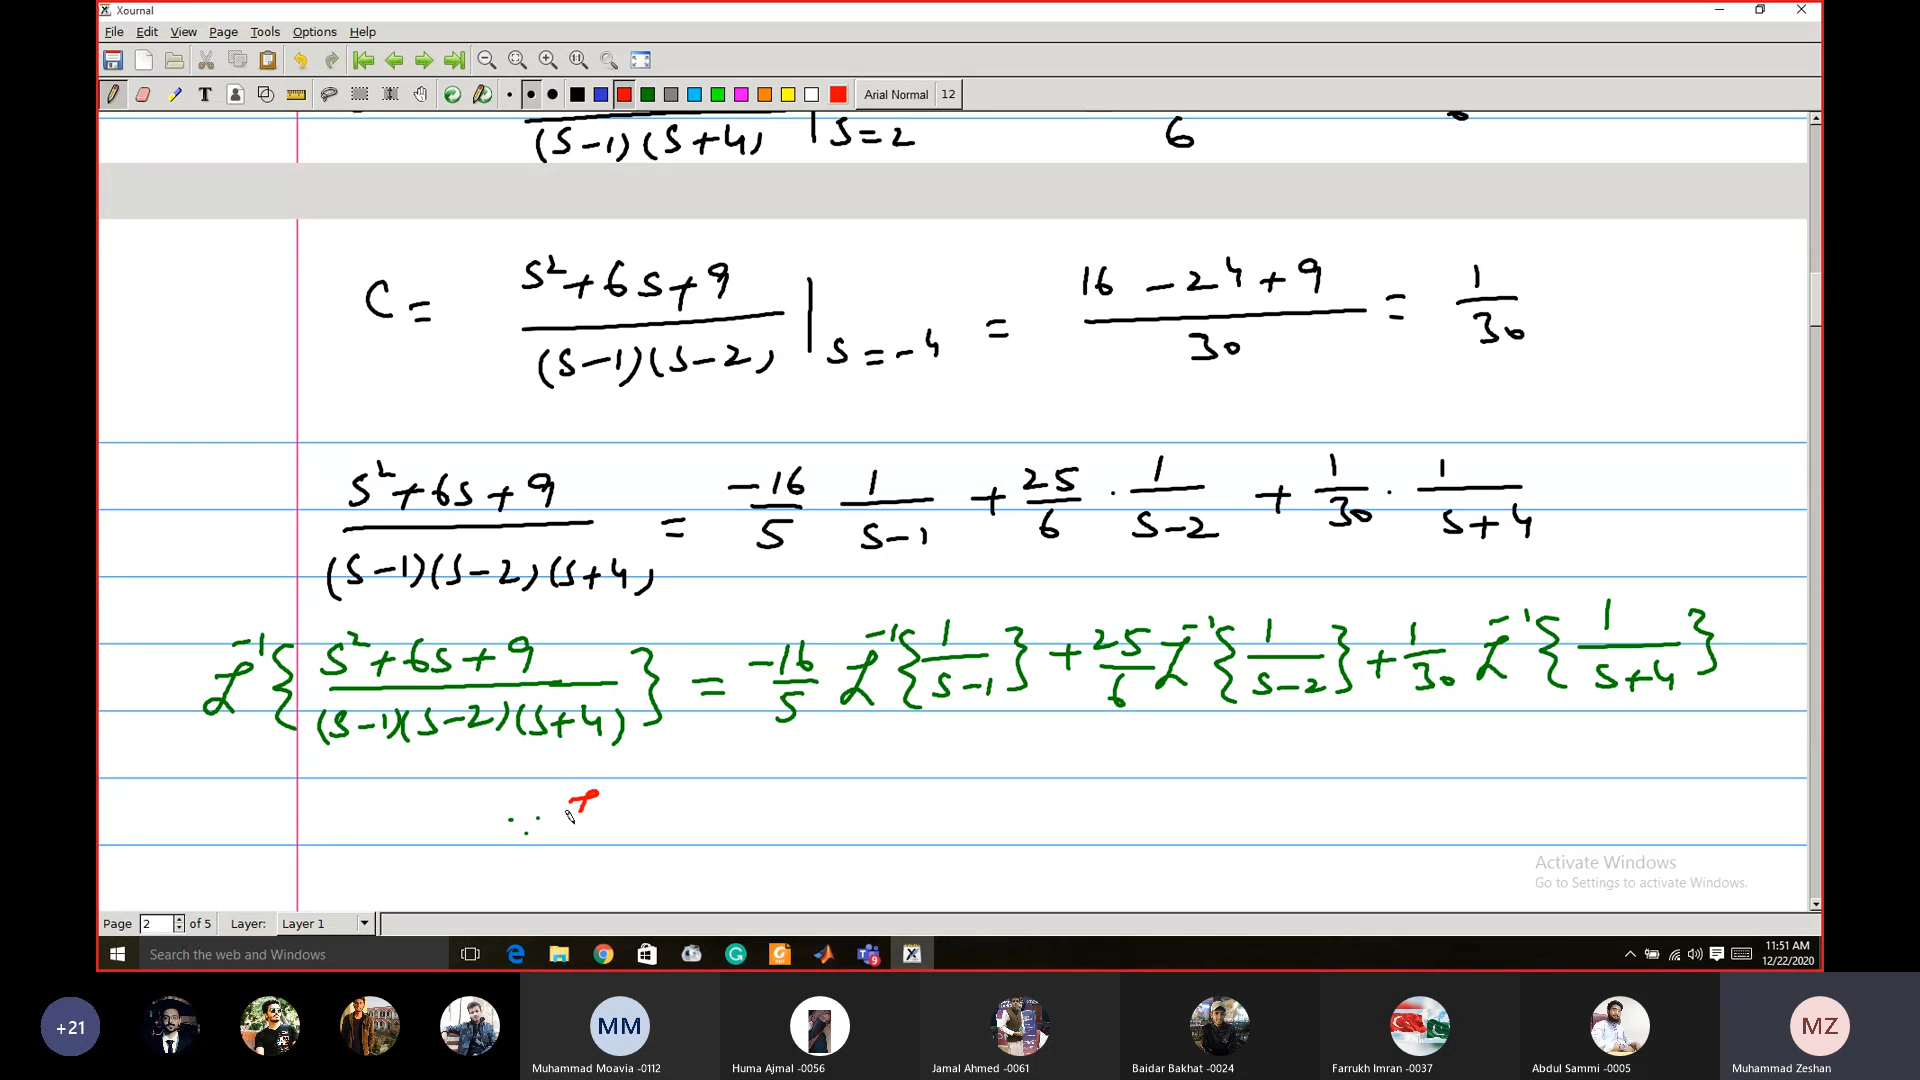 Xournal
File Edit View Page Tools Options Help
Arial Normal 12
(s-1)(s+4) | s=2 6
C = s²+6s+9 / (s-1)(s-2) | s=-4 = 16-24+9 / 30 = 1/30
s²+6s+9 / (s-1)(s-2)(s+4) = -16/5 1/s-1 + 25/6 · 1/s-2 + 1/30 · 1/s+4
ℒ⁻¹{ s²+6s+9 / (s-1)(s-2)(s+4) } = -16/5 ℒ⁻¹{ 1/s-1 } + 25/6 ℒ⁻¹{ 1/s-2 } + 1/30 ℒ⁻¹{ 1/s+4 }
∵
Activate Windows
Go to Settings to activate Windows.
Page 2 of 5 Layer: Layer 1
Search the web and Windows
9
11:51 AM
12/22/2020
+21
MM
MZ
Muhammad Moavia -0112 Huma Ajmal -0056 Jamal Ahmed -0061 Baidar Bakhat -0024 Farrukh Imran -0037 Abdul Sammi -0005 Muhammad Zeshan